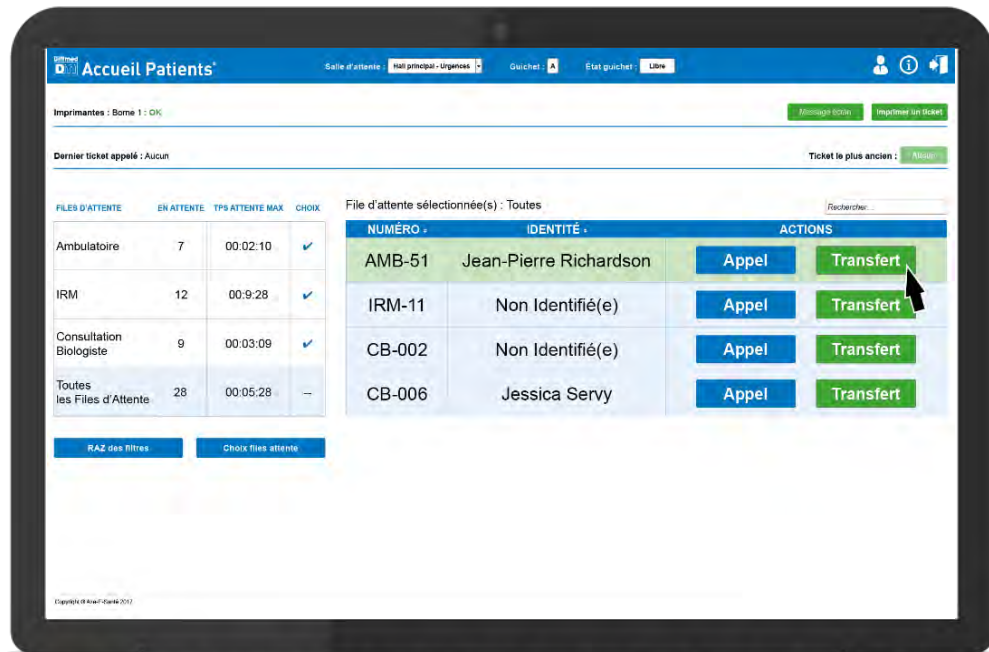 Diffmed
DM Accueil Patients®
Salle d'attente : Hall principal - Urgences
Guichet : A
État guichet : Libre
Imprimantes : Borne 1 : OK
Message écran
Imprimer un ticket
Dernier ticket appelé : Aucun
Ticket le plus ancien : Aucun
FILES D'ATTENTE EN ATTENTE TPS ATTENTE MAX CHOIX
Ambulatoire 7 00:02:10 ✔
IRM 12 00:9:28 ✔
Consultation
Biologiste 9 00:03:09 ✔
Toutes
les Files d'Attente 28 00:05:28 --
RAZ des filtres
Choix files attente
File d'attente sélectionnée(s) : Toutes
Rechercher...
NUMÉRO IDENTITÉ ACTIONS
AMB-51 Jean-Pierre Richardson Appel Transfert
IRM-11 Non Identifié(e) Appel Transfert
CB-002 Non Identifié(e) Appel Transfert
CB-006 Jessica Servy Appel Transfert